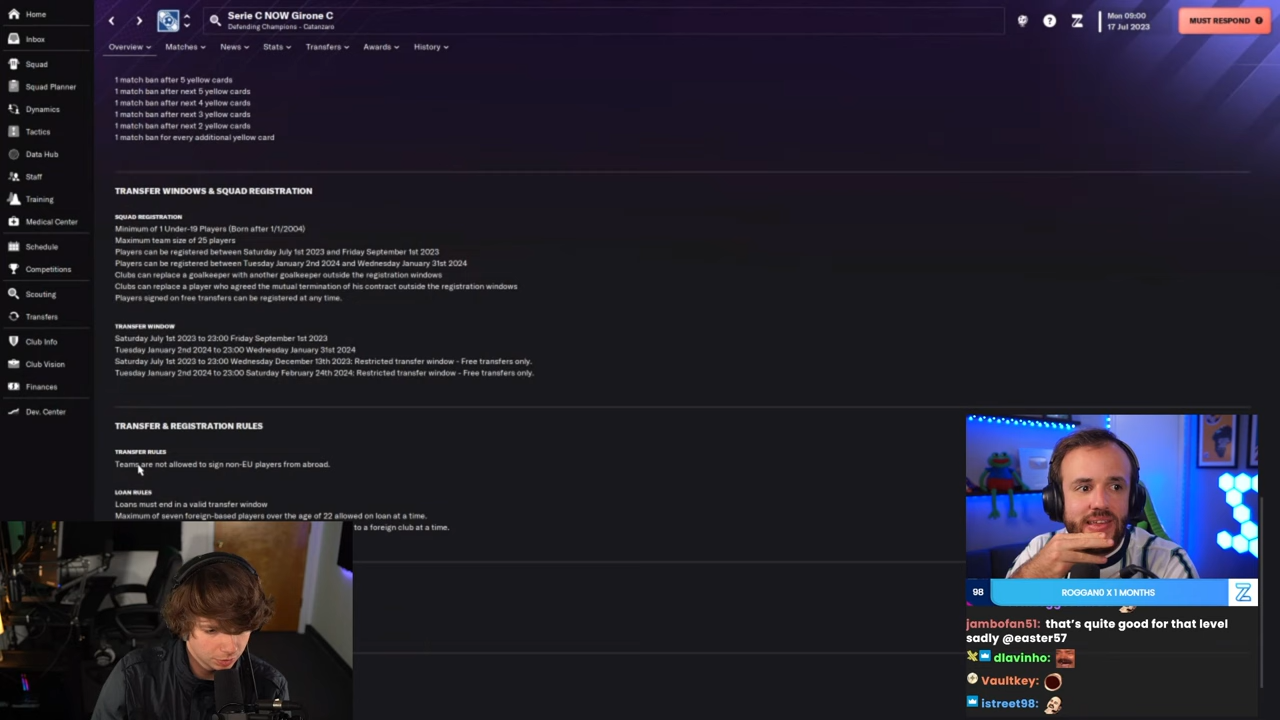 Home
Inbox
Squad
Squad Planner
Dynamics
Tactics
Data Hub
Staff
Training
Medical Center
Schedule
Competitions
Scouting
Transfers
Club Info
Club Vision
Finances
Dev. Center
Serie C NOW Girone C
Defending Champions - Catanzaro
Mon 09:00
17 Jul 2023
MUST RESPOND
Overview
Matches
News
Stats
Transfers
Awards
History
1 match ban after 5 yellow cards
1 match ban after next 5 yellow cards
1 match ban after next 4 yellow cards
1 match ban after next 3 yellow cards
1 match ban after next 2 yellow cards
1 match ban for every additional yellow card
TRANSFER WINDOWS & SQUAD REGISTRATION
SQUAD REGISTRATION
Minimum of 1 Under-19 Players (Born after 1/1/2004)
Maximum team size of 25 players
Players can be registered between Saturday July 1st 2023 and Friday September 1st 2023
Players can be registered between Tuesday January 2nd 2024 and Wednesday January 31st 2024
Clubs can replace a goalkeeper with another goalkeeper outside the registration windows
Clubs can replace a player who agreed the mutual termination of his contract outside the registration windows
Players signed on free transfers can be registered at any time.
TRANSFER WINDOW
Saturday July 1st 2023 to 23:00 Friday September 1st 2023
Tuesday January 2nd 2024 to 23:00 Wednesday January 31st 2024
Saturday July 1st 2023 to 23:00 Wednesday December 13th 2023: Restricted transfer window - Free transfers only.
Tuesday January 2nd 2024 to 23:00 Saturday February 24th 2024: Restricted transfer window - Free transfers only.
TRANSFER & REGISTRATION RULES
TRANSFER RULES
Teams are not allowed to sign non-EU players from abroad.
LOAN RULES
Loans must end in a valid transfer window
Maximum of seven foreign-based players over the age of 22 allowed on loan at a time.
to a foreign club at a time.
98
ROGGAN0 X 1 MONTHS
jambofan51: that's quite good for that level
sadly @easter57
dlavinho:
Vaultkey:
istreet98: